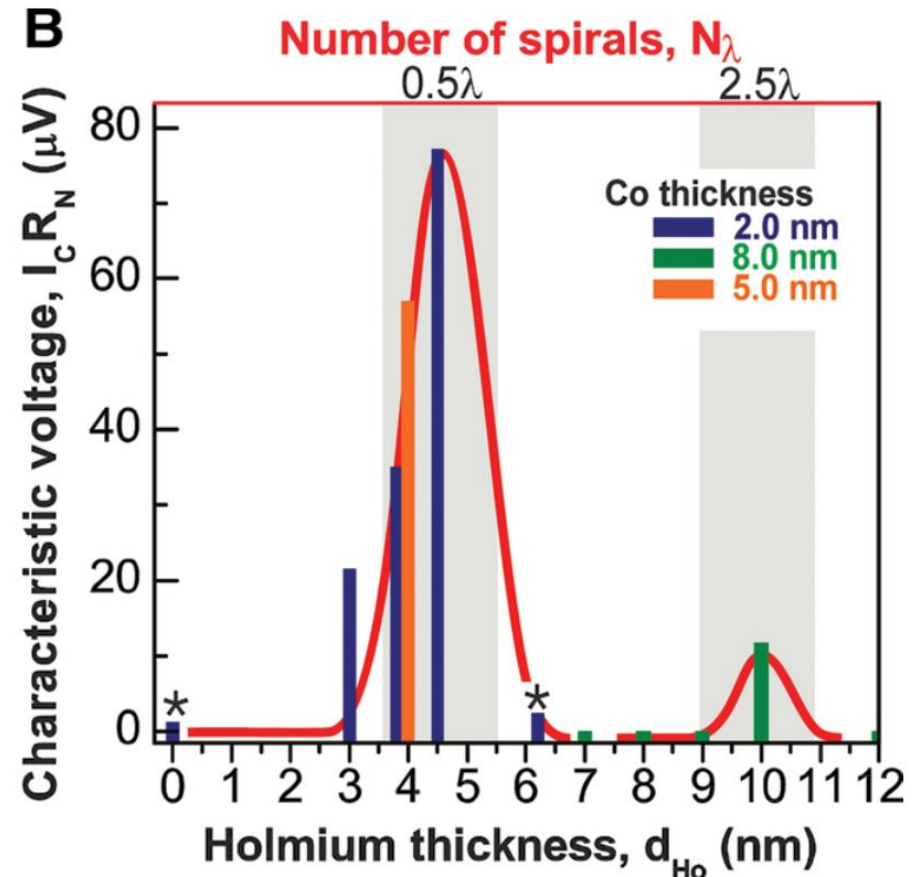 B
Number of spirals, Nλ
0.5λ 2.5λ
Characteristic voltage, ICRN (μV)
80
60
40
20
0
Co thickness
2.0 nm
8.0 nm
5.0 nm
* *
0 1 2 3 4 5 6 7 8 9 10 11 12
Holmium thickness, dHo (nm)